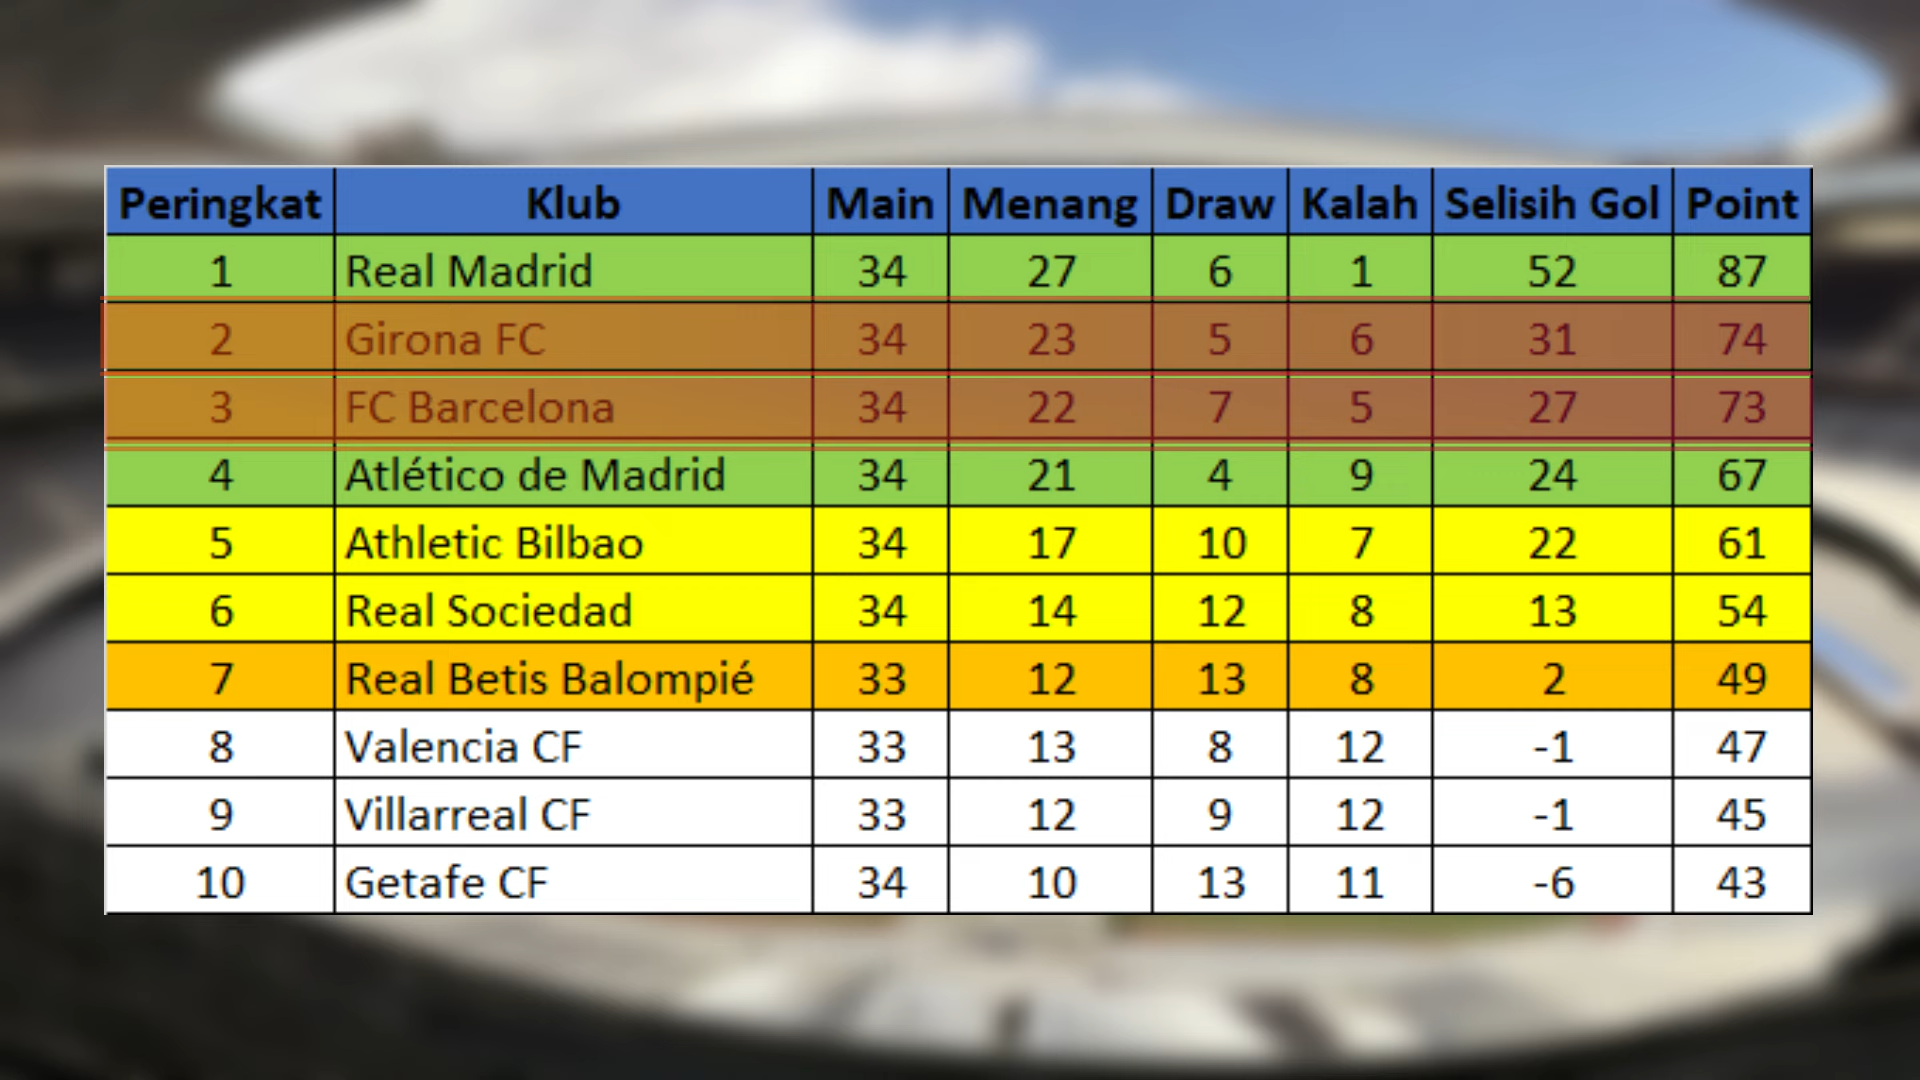 Peringkat Klub Main Menang Draw Kalah Selisih Gol Point
1 Real Madrid 34 27 6 1 52 87
2 Girona FC 34 23 5 6 31 74
3 FC Barcelona 34 22 7 5 27 73
4 Atlético de Madrid 34 21 4 9 24 67
5 Athletic Bilbao 34 17 10 7 22 61
6 Real Sociedad 34 14 12 8 13 54
7 Real Betis Balompié 33 12 13 8 2 49
8 Valencia CF 33 13 8 12 -1 47
9 Villarreal CF 33 12 9 12 -1 45
10 Getafe CF 34 10 13 11 -6 43